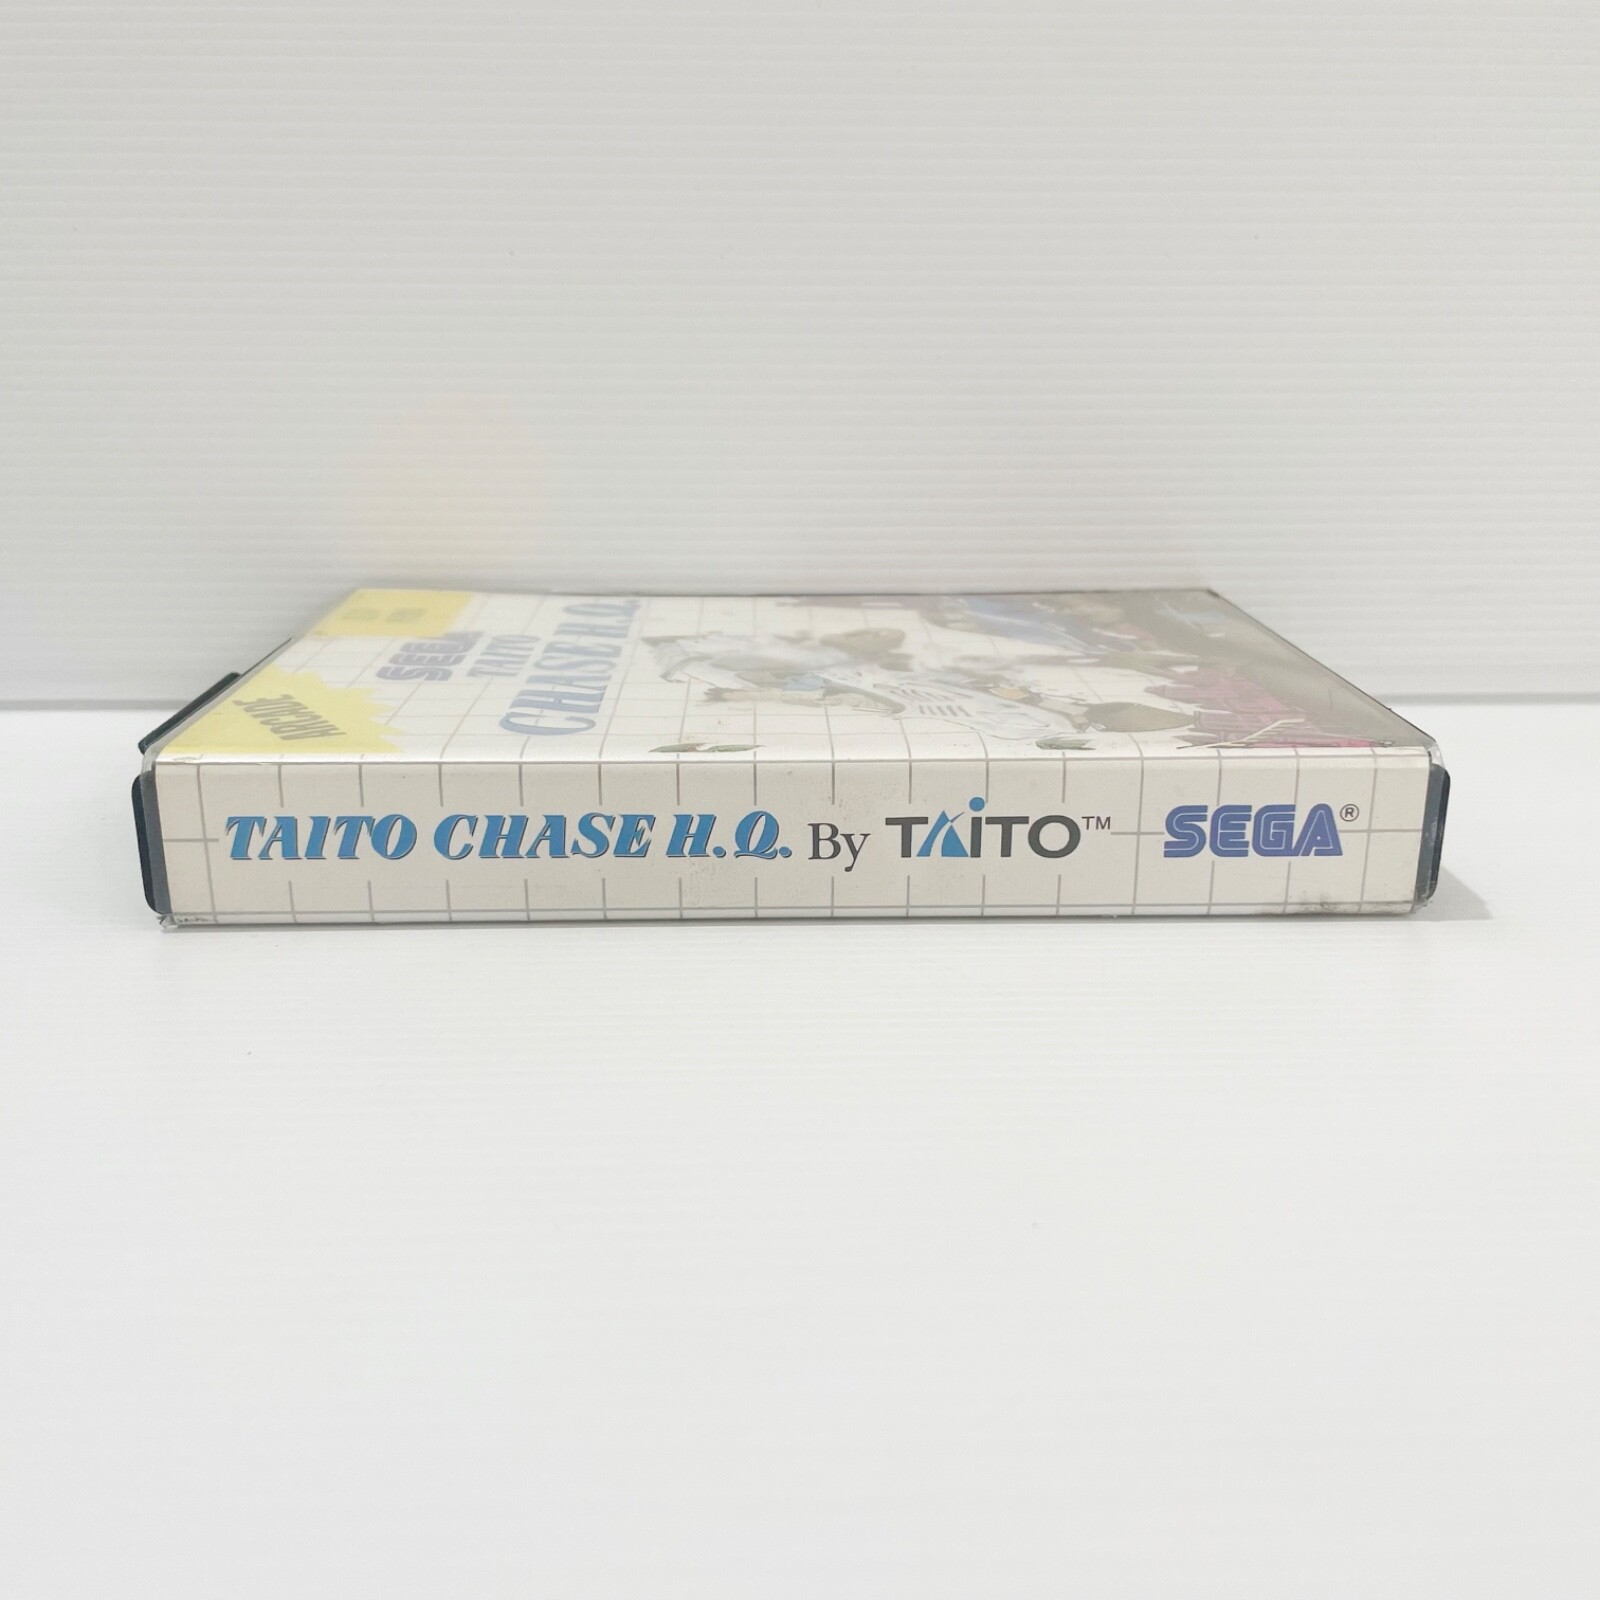 SEGA
TAITO
CHASE H.Q.
ARCADE
TAITO CHASE H.Q. By TAITO™ SEGA®